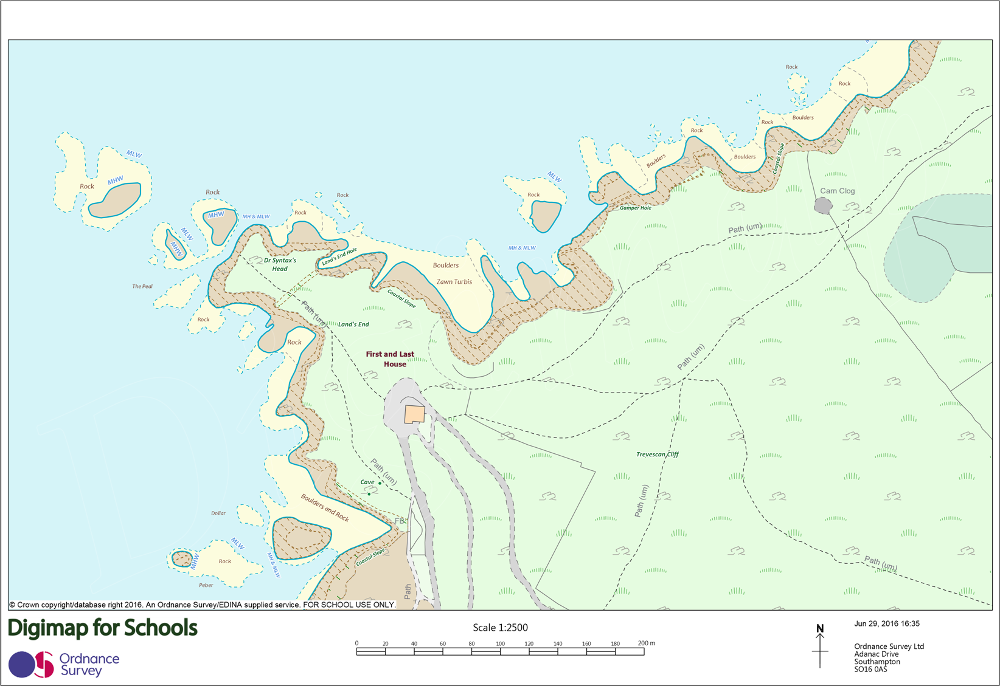 Rock
Rock
MLW
MHW
Rock
Rock
MHW
MH & MLW
Rock
Rock
MLW
MHW
Dr Syntax's
Head
Land's End Hole
The Peal
Rock
Path (um)
Coastal Slope
Boulders
Zawn Turbis
MH & MLW
MLW
Rock
Gamper Hole
Boulders
Rock
Boulders
Rock
Boulders
Coastal Slope
Rock
Carn Clog
Path (um)
Land's End
Rock
First and Last
House
Path (um)
Trevescan Cliff
Path (um)
Cave
Path (um)
Boulders and Rock
FB
Dollar
MLW
MHW
Rock
MH & MLW
Peber
Coastal Slope
Path
Path (um)
© Crown copyright/database right 2016. An Ordnance Survey/EDINA supplied service. FOR SCHOOL USE ONLY.
Digimap for Schools
Ordnance
Survey
Scale 1:2500
0 20 40 60 80 100 120 140 160 180 200 m
N
Jun 29, 2016 16:35
Ordnance Survey Ltd
Adanac Drive
Southampton
SO16 0AS